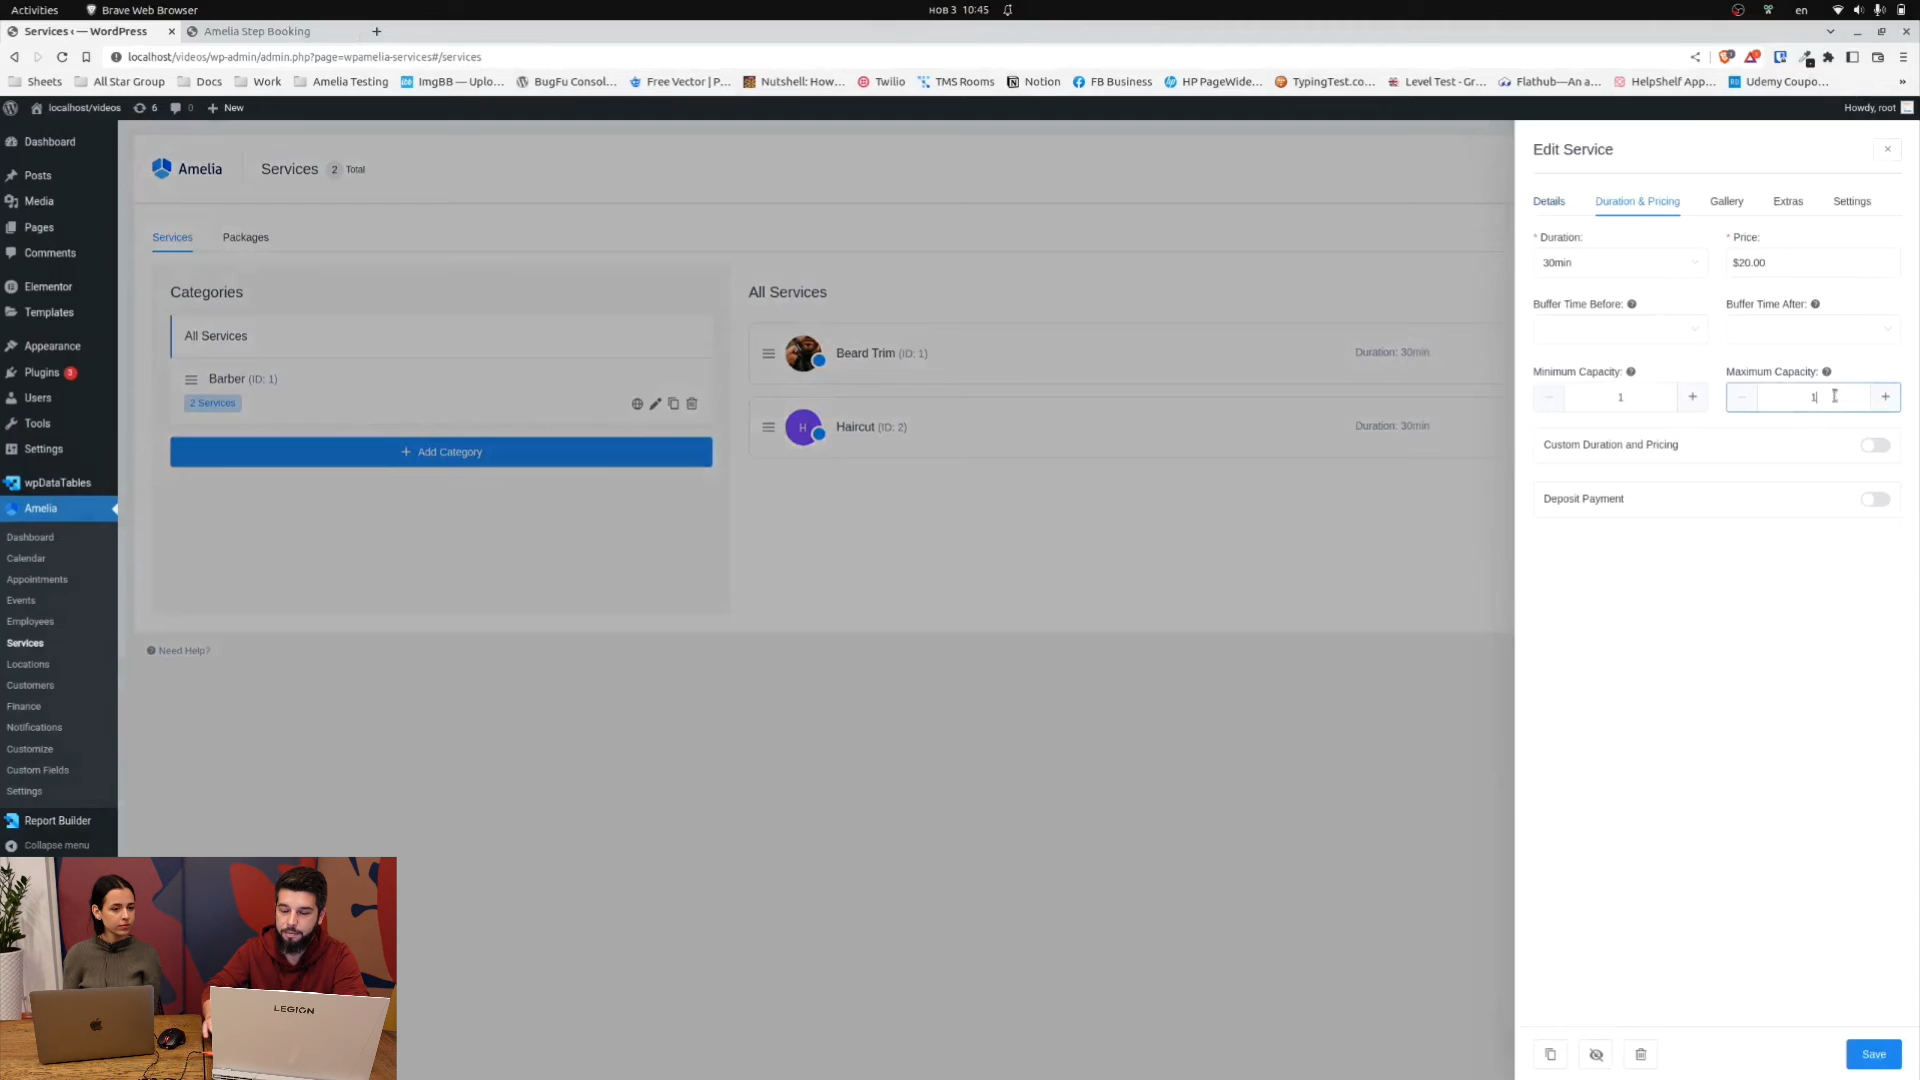 Activities
Brave Web Browser
нов 3 10:45
en
Services ‹ — WordPress
Amelia Step Booking
localhost/videos/wp-admin/admin.php?page=wpamelia-services#/services
Sheets
All Star Group
Docs
Work
Amelia Testing
ImgBB — Uplo...
BugFu Consol...
Free Vector | P...
Nutshell: How...
Twilio
TMS Rooms
Notion
FB Business
HP PageWide...
TypingTest.co...
Level Test - Gr...
Flathub—An a...
HelpShelf App...
Udemy Coupo...
localhost/videos
6
0
New
Howdy, root
Dashboard
Posts
Media
Pages
Comments
Elementor
Templates
Appearance
Plugins 3
Users
Tools
Settings
wpDataTables
Amelia
Dashboard
Calendar
Appointments
Events
Employees
Services
Locations
Customers
Finance
Notifications
Customize
Custom Fields
Settings
Report Builder
Collapse menu
Amelia
Services 2 Total
Services
Packages
Categories
All Services
Barber (ID: 1)
2 Services
+ Add Category
Need Help?
All Services
Beard Trim (ID: 1)
Duration: 30min
H
Haircut (ID: 2)
Duration: 30min
Edit Service
Details
Duration & Pricing
Gallery
Extras
Settings
* Duration:
* Price:
30min
$20.00
Buffer Time Before:
Buffer Time After:
Minimum Capacity:
Maximum Capacity:
1
1
Custom Duration and Pricing
Deposit Payment
Save
LEGION